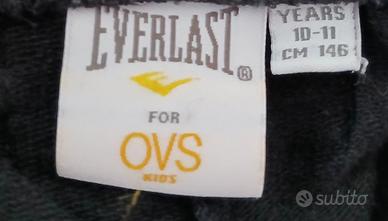 EVERLAST®
FOR
OVS
KIDS
YEARS
10-11
CM 146
subito